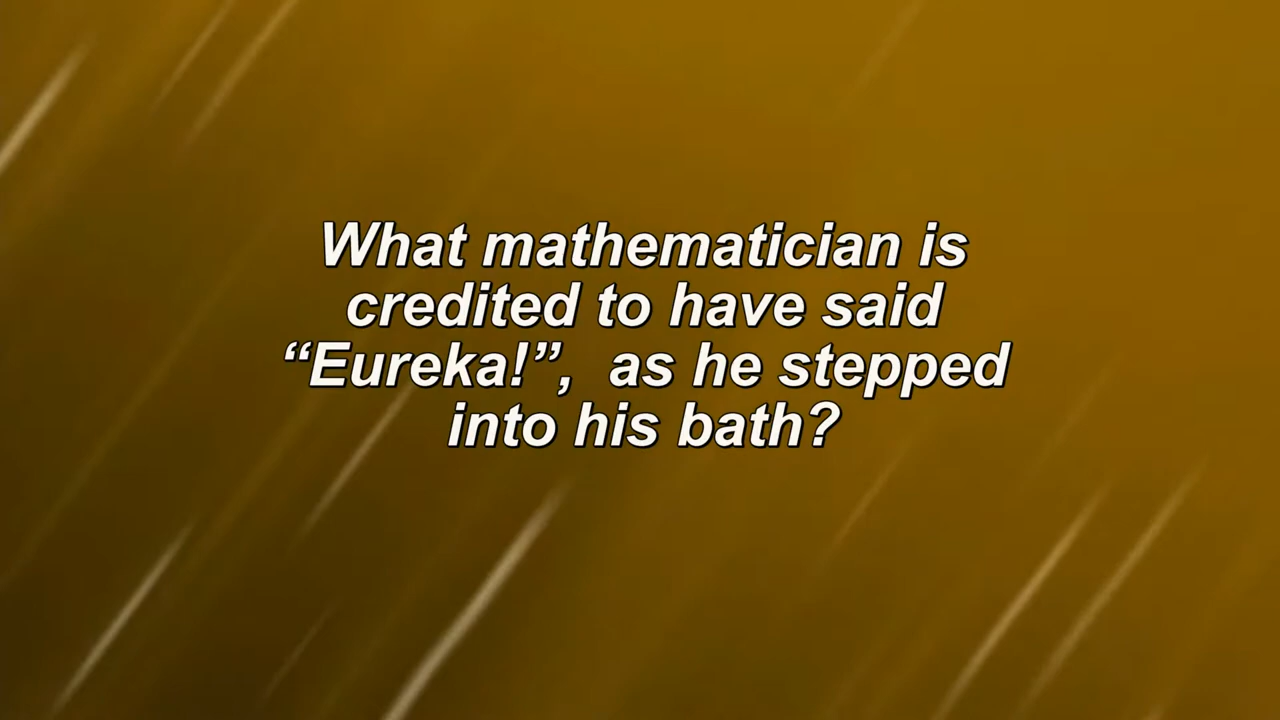 What mathematician is
credited to have said
“Eureka!”,  as he stepped
into his bath?